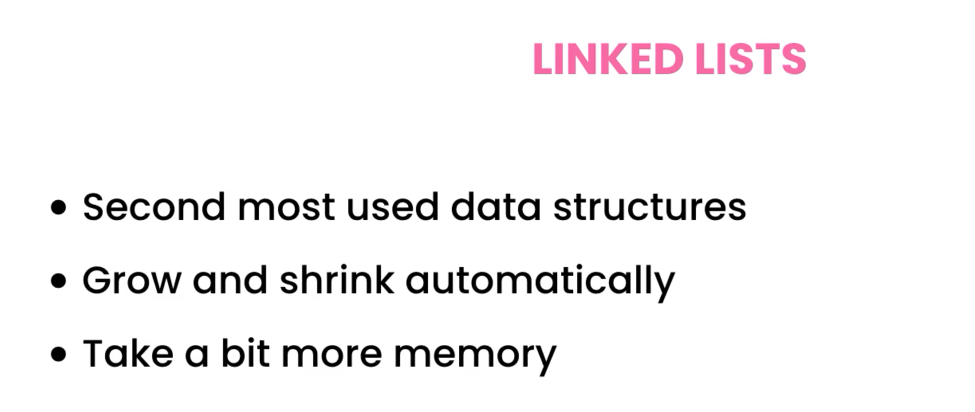 LINKED LISTS
• Second most used data structures
• Grow and shrink automatically
• Take a bit more memory